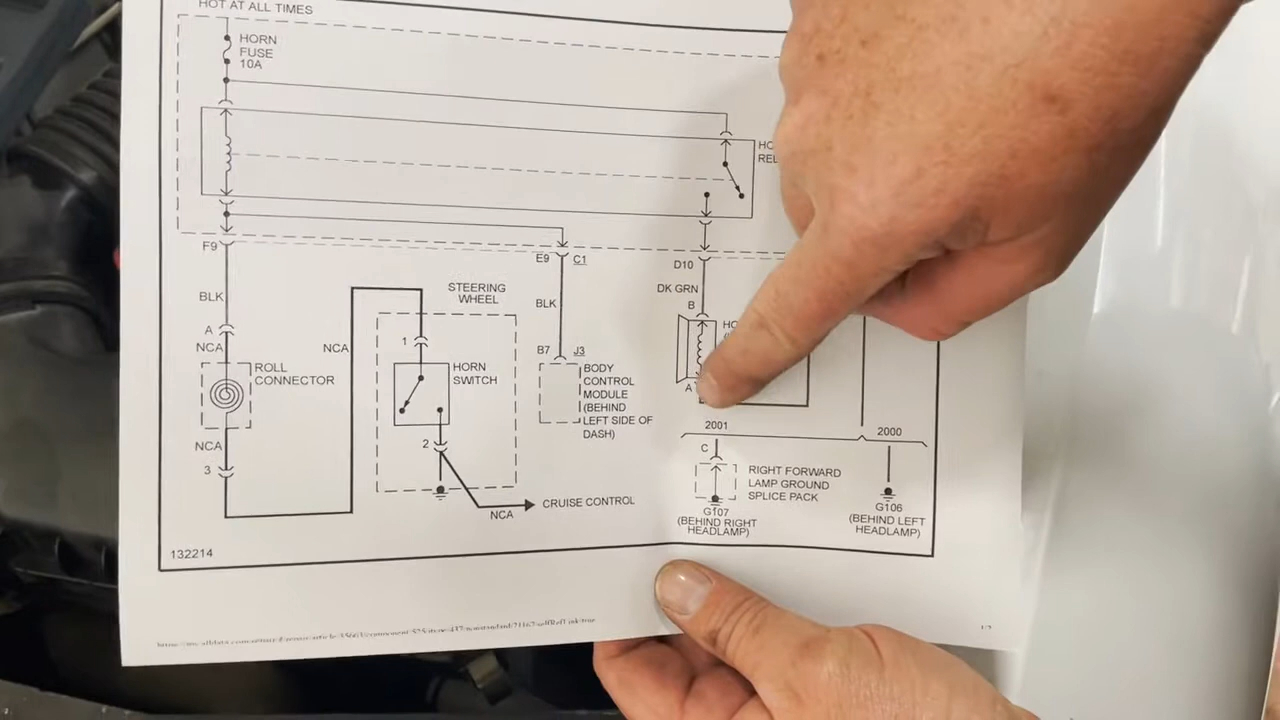 HOT AT ALL TIMES
HORN
FUSE
10A
F9
E9
C1
D10
DK GRN
B
BLK
BLK
STEERING
WHEEL
A
NCA
NCA
1
B7
J3
ROLL
CONNECTOR
HORN
SWITCH
BODY
CONTROL
MODULE
(BEHIND
LEFT SIDE OF
DASH)
A
NCA
2
3
2001
2000
C
RIGHT FORWARD
LAMP GROUND
SPLICE PACK
NCA
CRUISE CONTROL
G107
(BEHIND RIGHT
HEADLAMP)
G106
(BEHIND LEFT
HEADLAMP)
132214